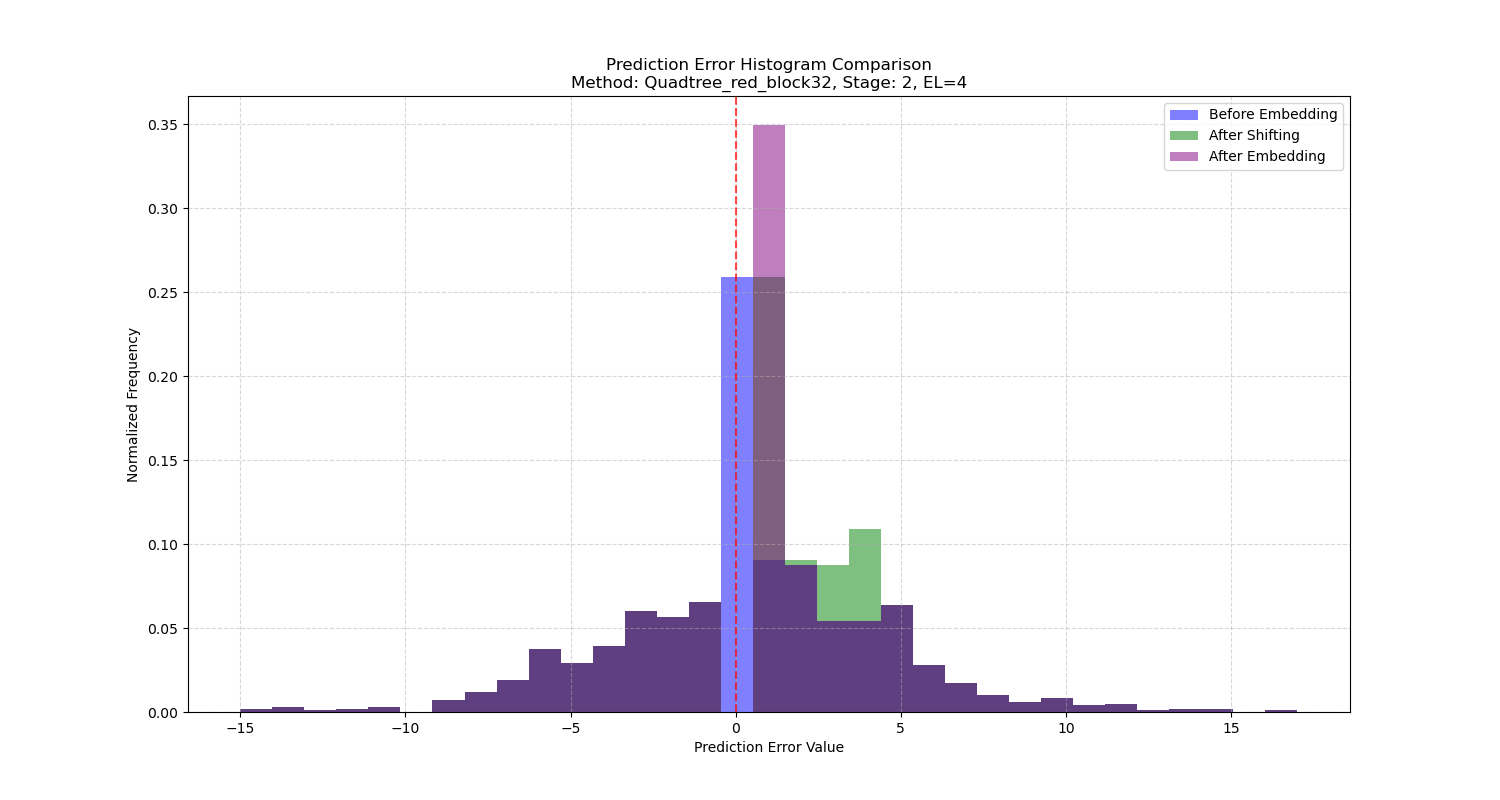 Prediction Error Histogram Comparison
Method: Quadtree_red_block32, Stage: 2, EL=4
Before Embedding
After Shifting
After Embedding
Normalized Frequency
0.35
0.30
0.25
0.20
0.15
0.10
0.05
0.00
−15
−10
−5
0
5
10
15
Prediction Error Value